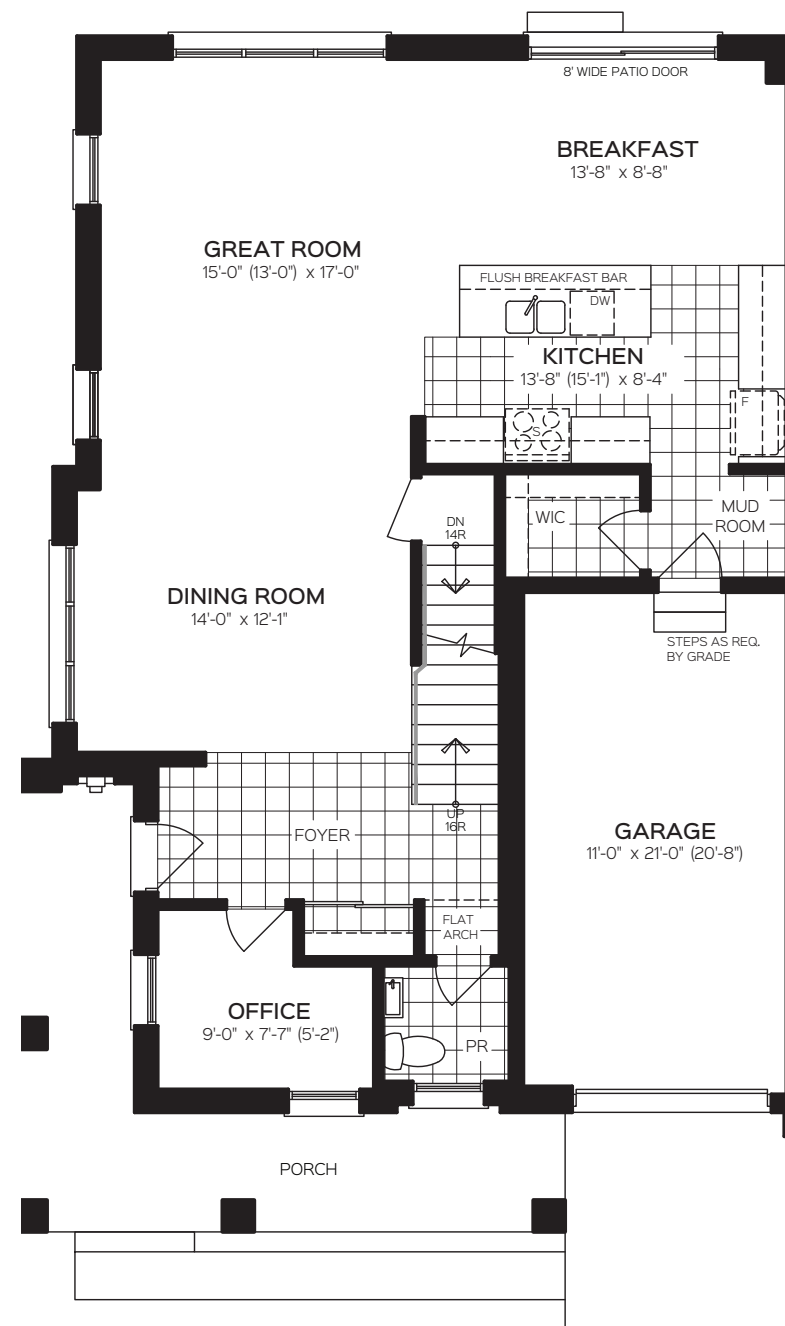 8' WIDE PATIO DOOR
BREAKFAST
13'-8" x 8'-8"
GREAT ROOM
15'-0" (13'-0") x 17'-0"
FLUSH BREAKFAST BAR
DW
KITCHEN
13'-8" (15'-1") x 8'-4"
F
S
WIC
MUD
ROOM
DN
14R
DINING ROOM
14'-0" x 12'-1"
STEPS AS REQ.
BY GRADE
UP
16R
FOYER
GARAGE
11'-0" x 21'-0" (20'-8")
FLAT
ARCH
OFFICE
9'-0" x 7'-7" (5'-2")
PR
PORCH